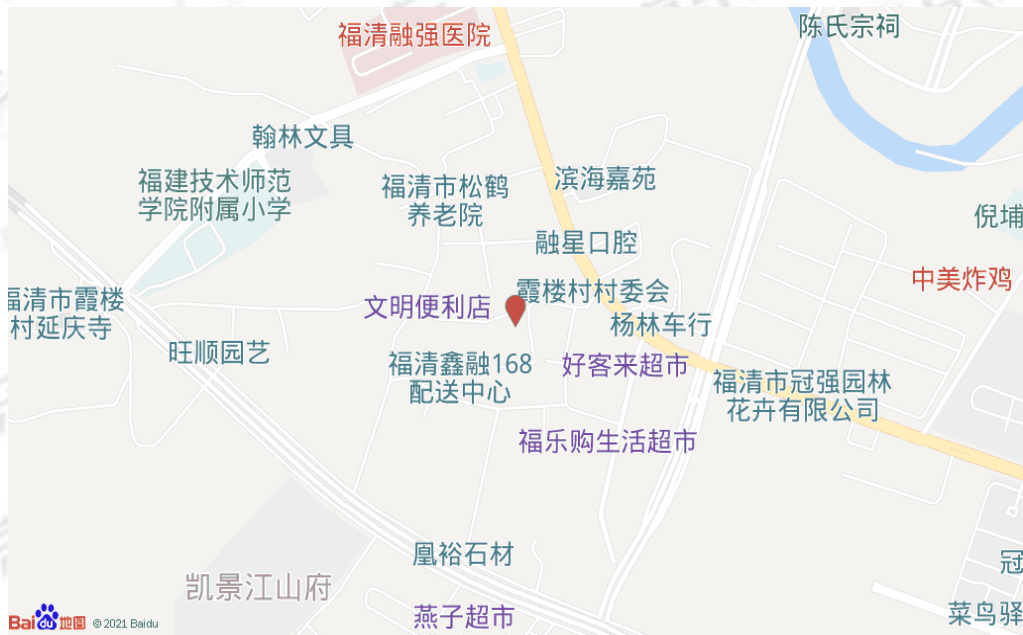 福清融强医院
陈氏宗祠
翰林文具
福建技术师范
学院附属小学
福清市松鹤
养老院
滨海嘉苑
倪埔
融星口腔
中美炸鸡
福清市霞楼
村延庆寺
文明便利店
霞楼村村委会
杨林车行
旺顺园艺
福清鑫融168
配送中心
好客来超市
福清市冠强园林
花卉有限公司
福乐购生活超市
凰裕石材
冠
凯景江山府
燕子超市
菜鸟驿
Bai du 地图 © 2021 Baidu